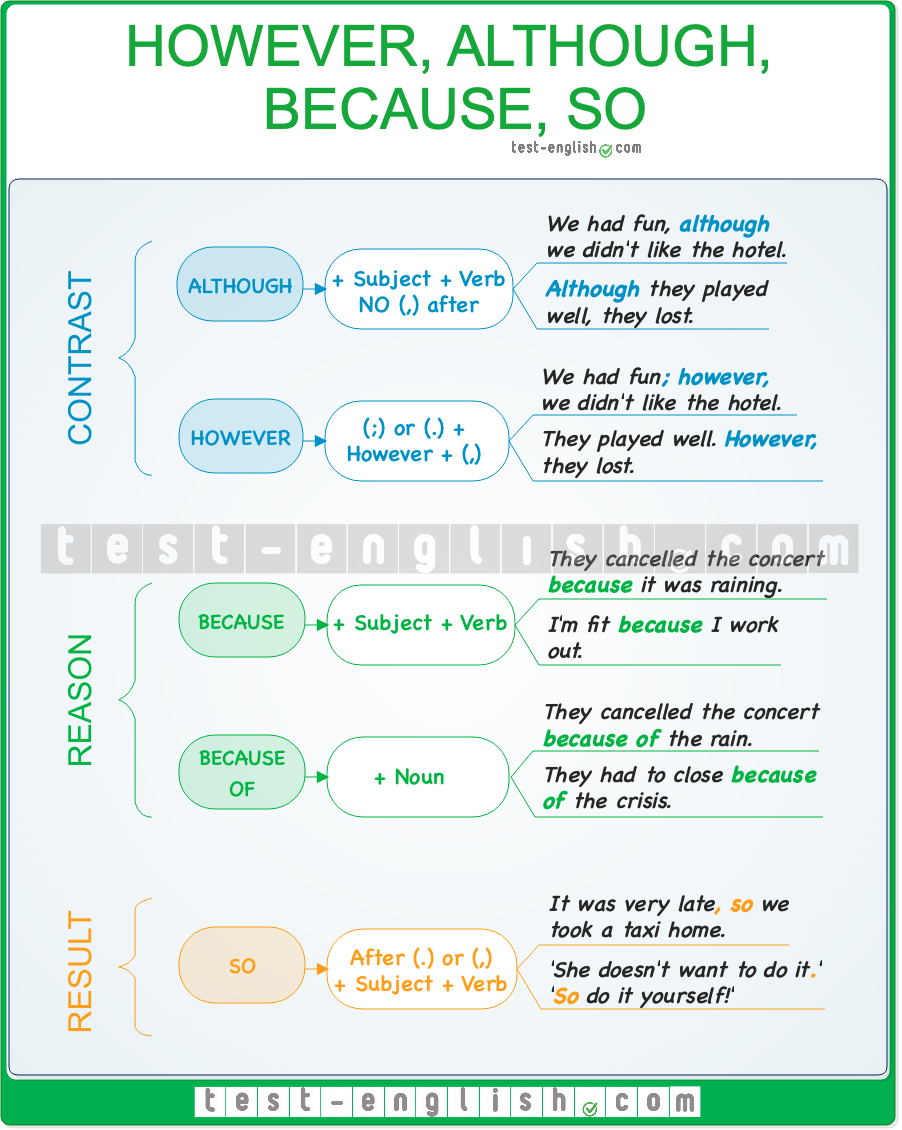 HOWEVER, ALTHOUGH,
BECAUSE, SO
test-english.com
CONTRAST
ALTHOUGH
+ Subject + Verb
NO (,) after
We had fun, although
we didn't like the hotel.
Although they played
well, they lost.
HOWEVER
(;) or (.) +
However + (,)
We had fun; however,
we didn't like the hotel.
They played well. However,
they lost.
test-english.com
REASON
BECAUSE
+ Subject + Verb
They cancelled the concert
because it was raining.
I'm fit because I work
out.
BECAUSE
OF
+ Noun
They cancelled the concert
because of the rain.
They had to close because
of the crisis.
RESULT
SO
After (.) or (,)
+ Subject + Verb
It was very late, so we
took a taxi home.
'She doesn't want to do it.'
'So do it yourself!'
test-english.com